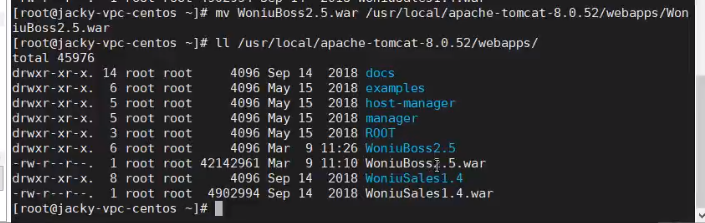 [root@jacky-vpc-centos ~]# mv WoniuBoss2.5.war /usr/local/apache-tomcat-8.0.52/webapps/Won
iuBoss2.5.war
[root@jacky-vpc-centos ~]# ll /usr/local/apache-tomcat-8.0.52/webapps/
total 45976
drwxr-xr-x. 14 root root     4096 Sep 14  2018 docs
drwxr-xr-x.  6 root root     4096 May 15  2018 examples
drwxr-xr-x.  5 root root     4096 May 15  2018 host-manager
drwxr-xr-x.  5 root root     4096 May 15  2018 manager
drwxr-xr-x.  3 root root     4096 May 15  2018 ROOT
drwxr-xr-x.  6 root root     4096 Mar  9 11:26 WoniuBoss2.5
-rw-r--r--.  1 root root 42142961 Mar  9 11:10 WoniuBoss2.5.war
drwxr-xr-x.  8 root root     4096 Sep 14  2018 WoniuSales1.4
-rw-r--r--.  1 root root  4902994 Sep 14  2018 WoniuSales1.4.war
[root@jacky-vpc-centos ~]#